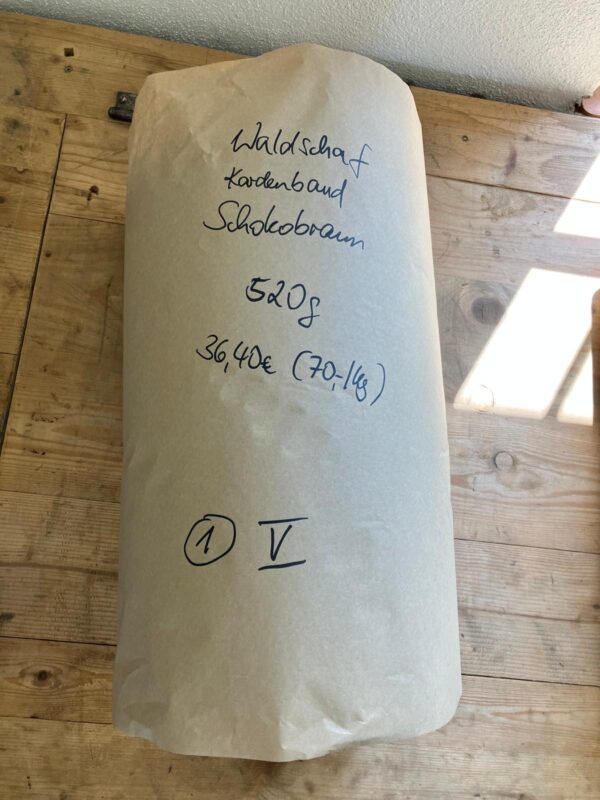 Waldschaf
Kardenband
Schokobraun
520g
36,40€ (70,-/kg)
1 V